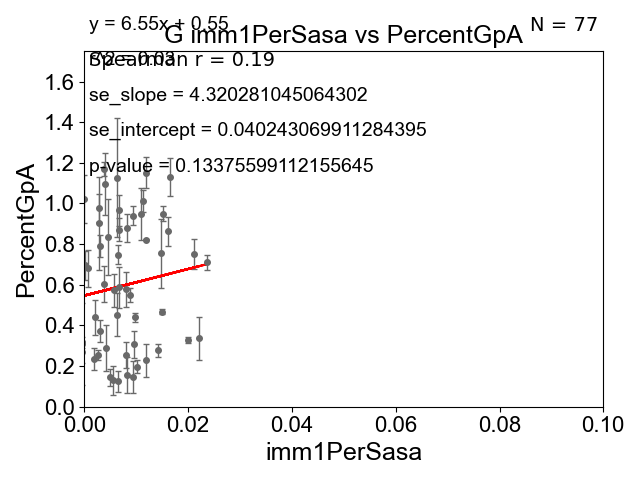 y = 6.55x + 0.55
N = 77
G imm1PerSasa vs PercentGpA
Spearman r = 0.19
se_slope = 4.320281045064302
se_intercept = 0.040243069911284395
p-value = 0.13375599112155645
PercentGpA
1.6
1.4
1.2
1.0
0.8
0.6
0.4
0.2
0.0
0.00 0.02 0.04 0.06 0.08 0.10
imm1PerSasa